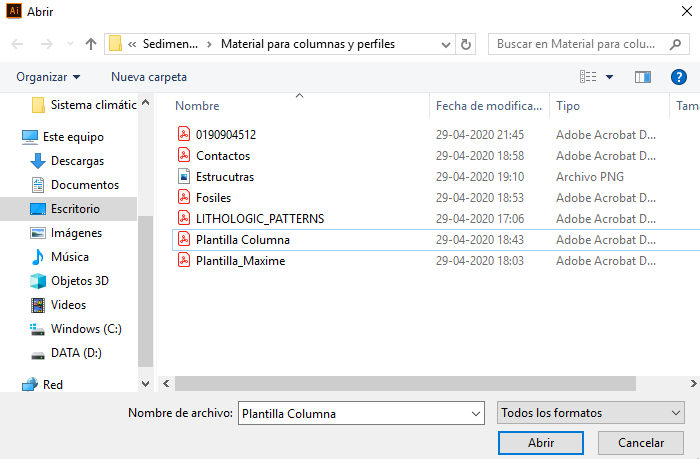 Ai Abrir
« Sedimen... > Material para columnas y perfiles
Buscar en Material para colu...
Organizar Nueva carpeta
?
Sistema climátic
Este equipo
Descargas
Documentos
Escritorio
Imágenes
Música
Objetos 3D
Videos
Windows (C:)
DATA (D:)
Red
Nombre Fecha de modifica... Tipo Tama
0190904512 29-04-2020 21:45 Adobe Acrobat D...
Contactos 29-04-2020 18:58 Adobe Acrobat D...
Estrucutras 29-04-2020 19:10 Archivo PNG
Fosiles 29-04-2020 18:53 Adobe Acrobat D...
LITHOLOGIC_PATTERNS 29-04-2020 17:06 Adobe Acrobat D...
Plantilla Columna 29-04-2020 18:43 Adobe Acrobat D...
Plantilla_Maxime 29-04-2020 18:03 Adobe Acrobat D...
Nombre de archivo: Plantilla Columna Todos los formatos
Abrir Cancelar